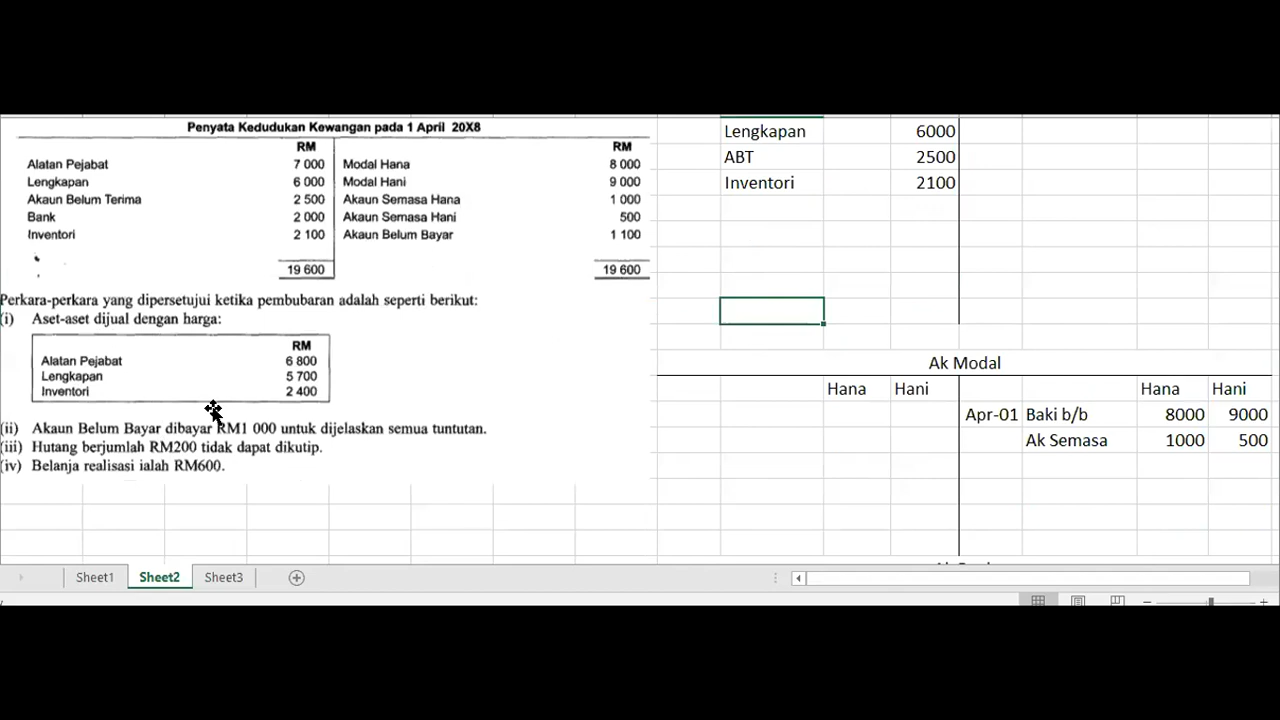 Penyata Kedudukan Kewangan pada 1 April 20X8
RM RM
Alatan Pejabat 7 000 Modal Hana 8 000
Lengkapan 6 000 Modal Hani 9 000
Akaun Belum Terima 2 500 Akaun Semasa Hana 1 000
Bank 2 000 Akaun Semasa Hani 500
Inventori 2 100 Akaun Belum Bayar 1 100
19 600 19 600
Perkara-perkara yang dipersetujui ketika pembubaran adalah seperti berikut:
(i) Aset-aset dijual dengan harga:
RM
Alatan Pejabat 6 800
Lengkapan 5 700
Inventori 2 400
(ii) Akaun Belum Bayar dibayar RM1 000 untuk dijelaskan semua tuntutan.
(iii) Hutang berjumlah RM200 tidak dapat dikutip.
(iv) Belanja realisasi ialah RM600.
Lengkapan 6000
ABT 2500
Inventori 2100
Ak Modal
Hana Hani Hana Hani
Apr-01 Baki b/b 8000 9000
Ak Semasa 1000 500
Sheet1 Sheet2 Sheet3